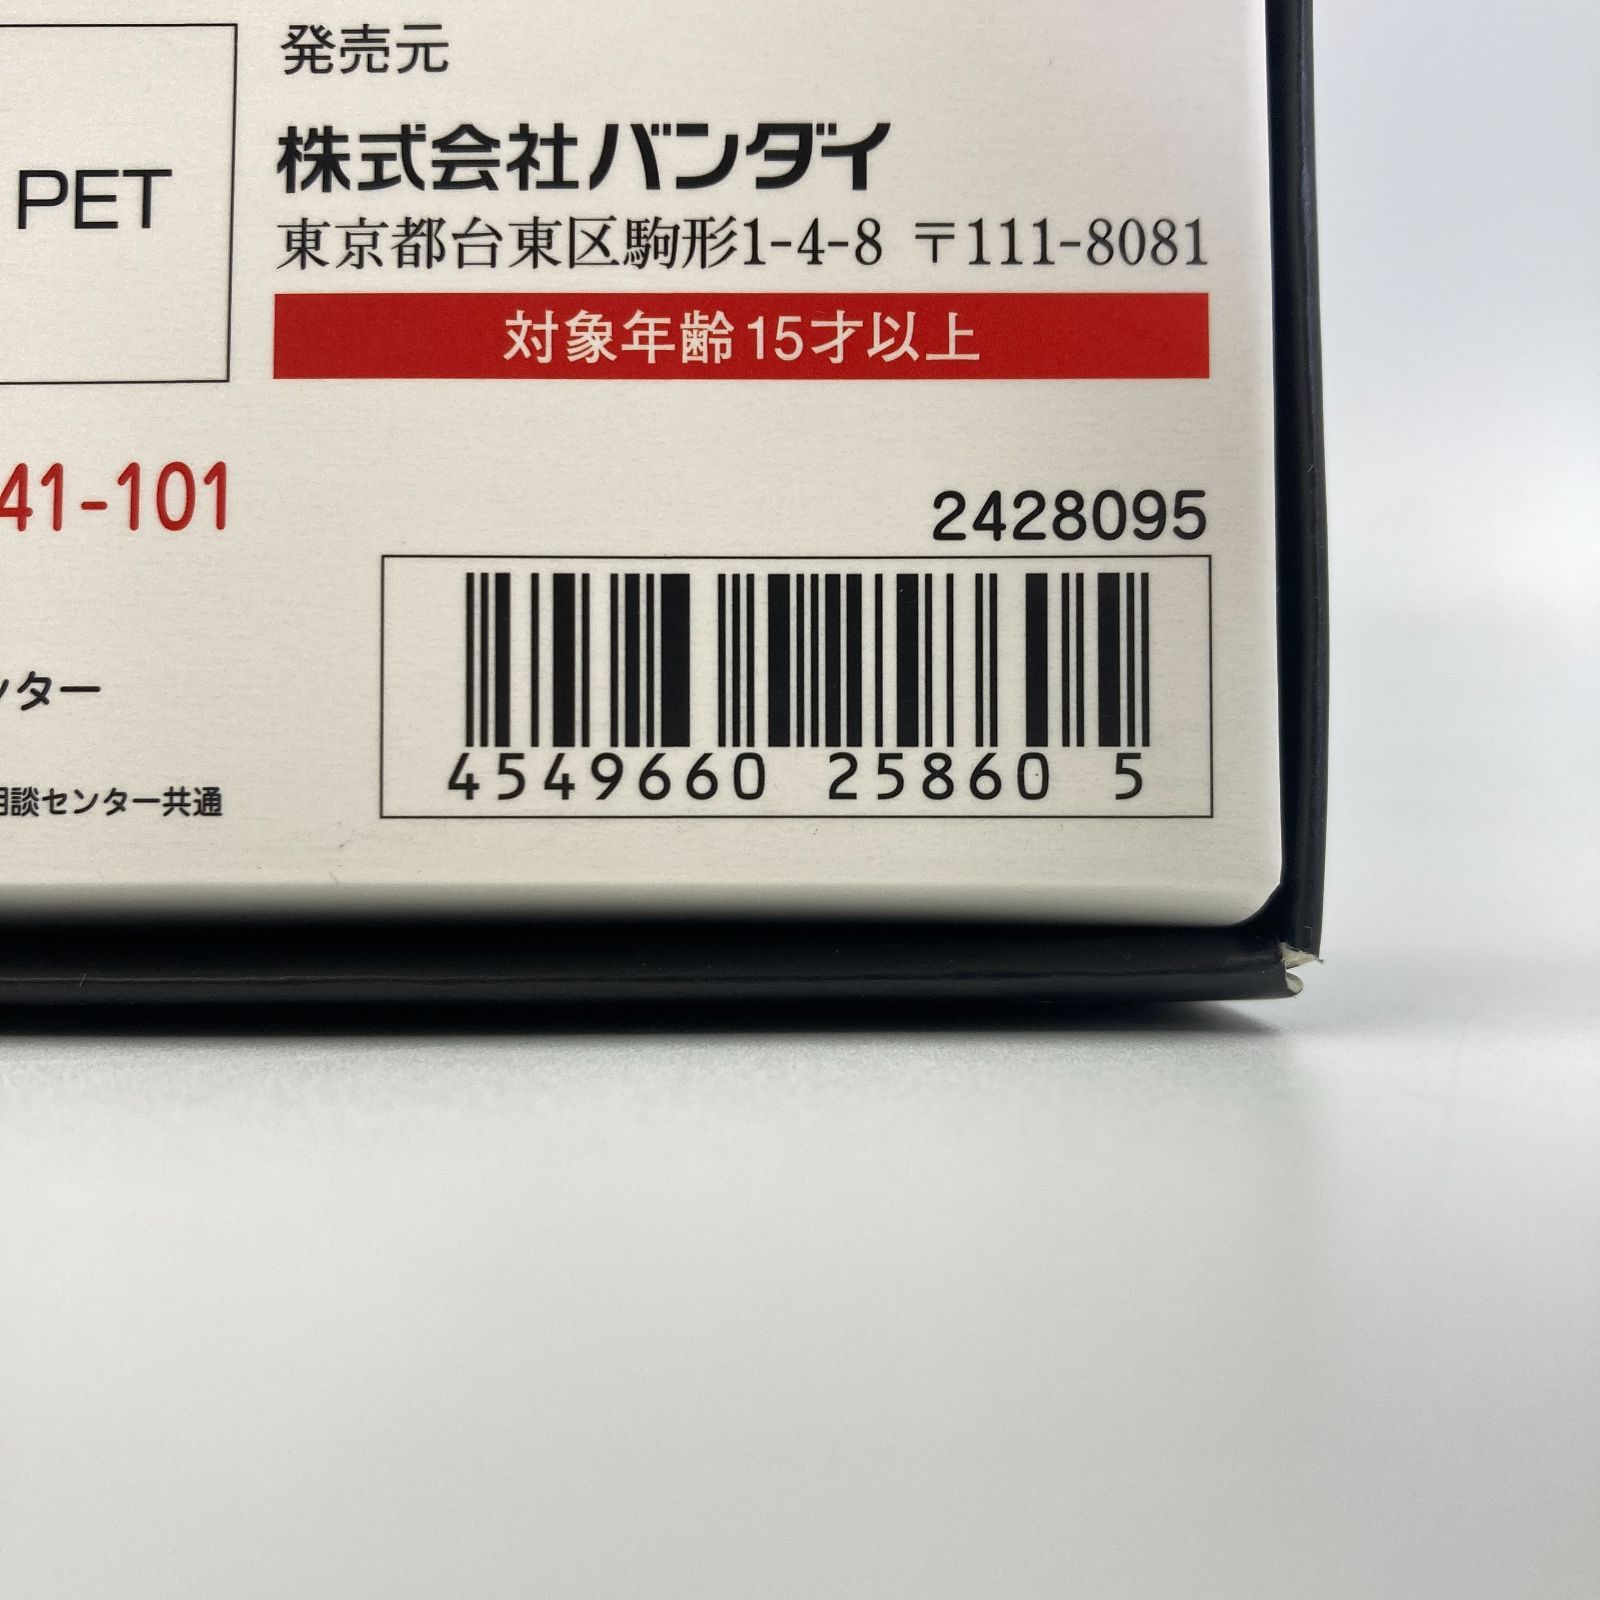 発売元
PET
株式会社バンダイ
東京都台東区駒形1-4-8 〒111-8081
対象年齢15才以上
41-101
2428095
ンター
相談センター共通
4549660 25860 5